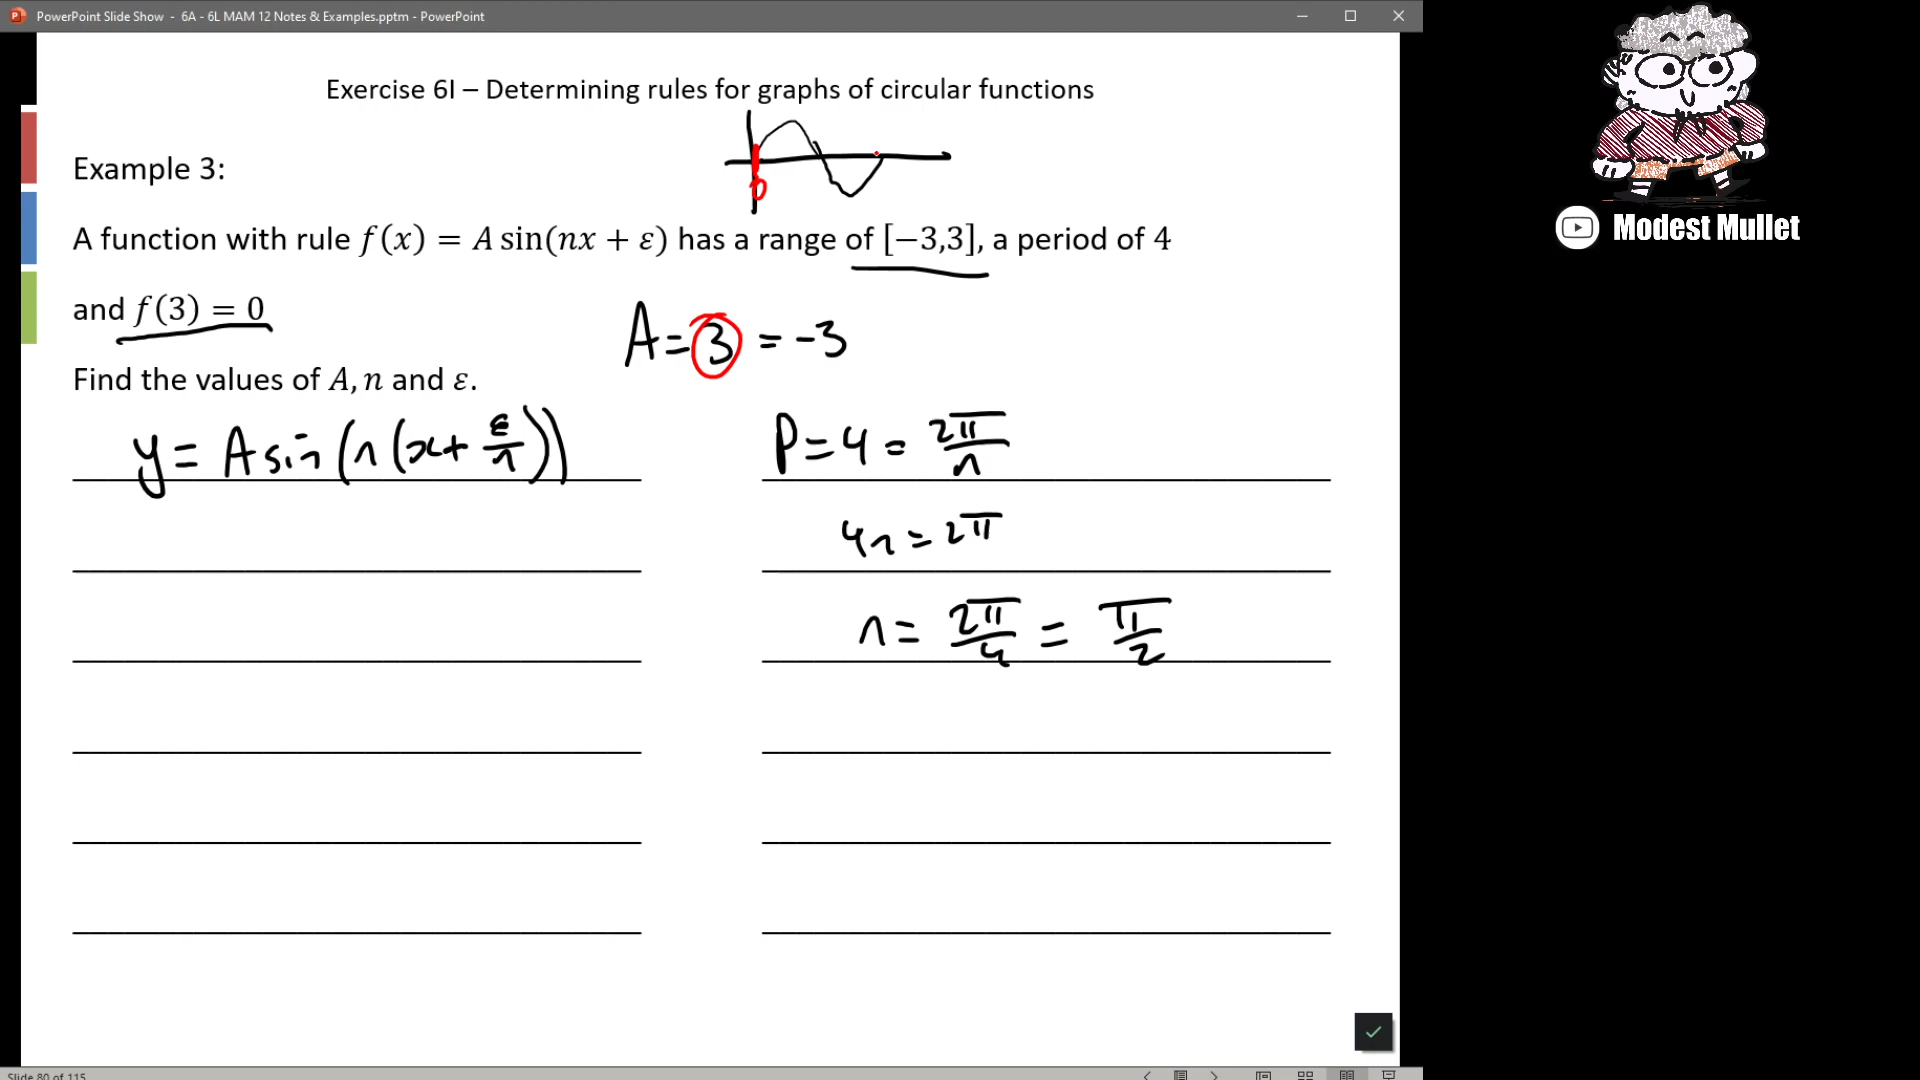 PowerPoint Slide Show - 6A - 6L MAM 12 Notes & Examples.pptm - PowerPoint
Exercise 6I – Determining rules for graphs of circular functions
Example 3:
0
A function with rule f(x) = A sin(nx + ε) has a range of [−3,3], a period of 4
and f(3) = 0
A = 3 = -3
Find the values of A, n and ε.
y = A sin (n (x + ε/n))
P = 4 = 2π/n
4n = 2π
n = 2π/4 = π/2
Modest Mullet
Slide 80 of 115